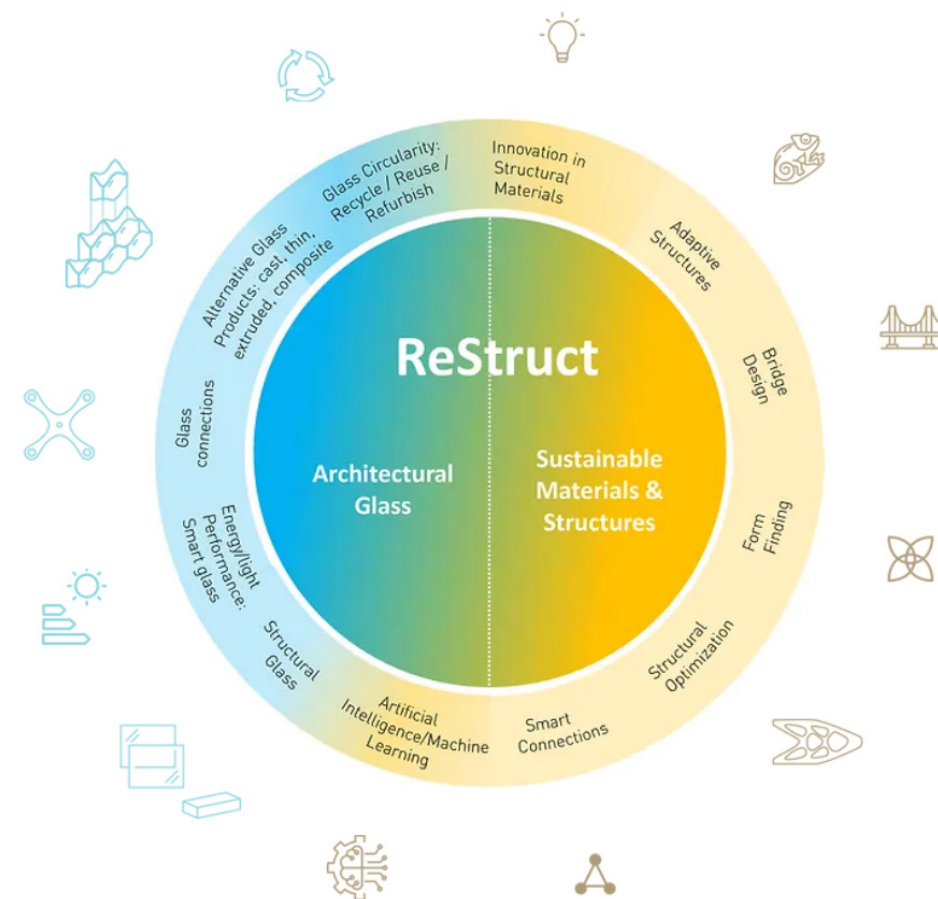 ReStruct
Architectural
Glass
Sustainable
Materials &
Structures
Innovation in
Structural
Materials
Adaptive
Structures
Bridge
Design
Form
Finding
Structural
Optimization
Smart
Connections
Artificial
Intelligence/Machine
Learning
Structural
Glass
Energy/light
Performance:
Smart glass
Glass
connections
Alternative Glass
Products: cast, thin,
extruded, composite
Glass Circularity:
Recycle / Reuse /
Refurbish